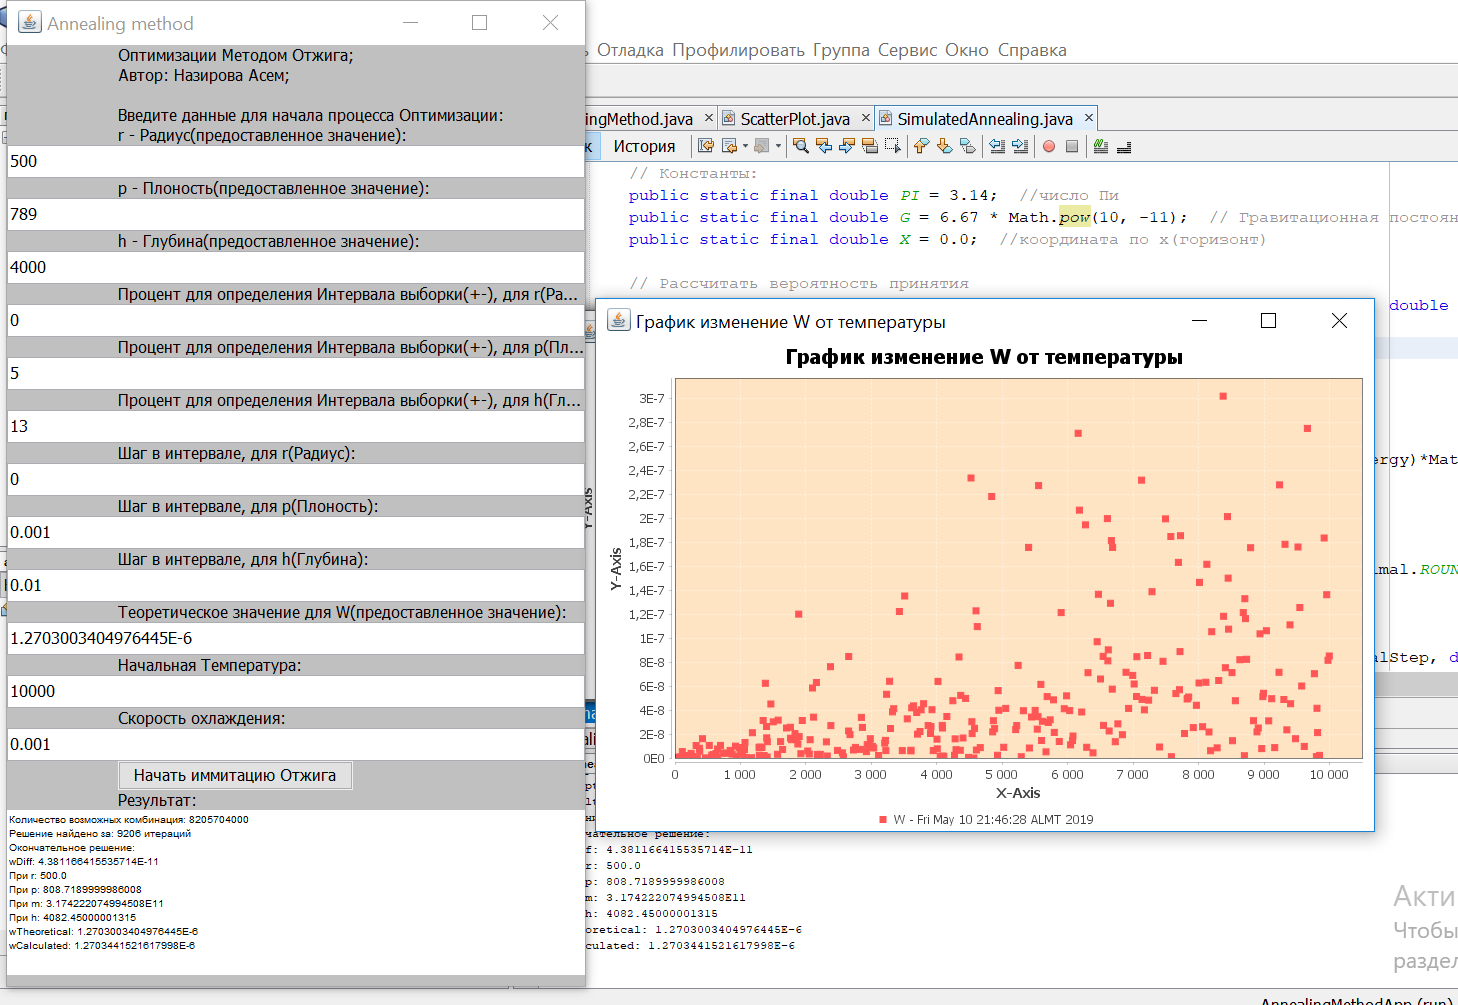 Annealing method
Оптимизации Методом Отжига;
Автор: Назирова Асем;
Введите данные для начала процесса Оптимизации:
r - Радиус(предоставленное значение):
500
p - Плоность(предоставленное значение):
789
h - Глубина(предоставленное значение):
4000
Процент для определения Интервала выборки(+-), для r(Ра...
0
Процент для определения Интервала выборки(+-), для p(Пл...
5
Процент для определения Интервала выборки(+-), для h(Гл...
13
Шаг в интервале, для r(Радиус):
0
Шаг в интервале, для p(Плоность):
0.001
Шаг в интервале, для h(Глубина):
0.01
Теоретическое значение для W(предоставленное значение):
1.2703003404976445E-6
Начальная Температура:
10000
Скорость охлаждения:
0.001
Начать иммитацию Отжига
Результат:
Количество возможных комбинация: 8205704000
Решение найдено за: 9206 итераций
Окончательное решение:
wDiff: 4.381166415535714E-11
При r: 500.0
При p: 808.7189999986008
При m: 3.174222074994508E11
При h: 4082.45000001315
wTheoretical: 1.2703003404976445E-6
wCalculated: 1.2703441521617998E-6
Отладка Профилировать Группа Сервис Окно Справка
ingMethod.java ScatterPlot.java SimulatedAnnealing.java
История
// Константы:
public static final double PI = 3.14; //число Пи
public static final double G = 6.67 * Math.pow(10, -11); // Гравитационная постоян
public static final double X = 0.0; //координата по x(горизонт)
// Рассчитать вероятность принятия
double
ergy)*Mat
mal.ROUN
alStep, d
График изменение W от температуры
График изменение W от температуры
3E-7
2,8E-7
2,6E-7
2,4E-7
2,2E-7
2E-7
1,8E-7
1,6E-7
1,4E-7
1,2E-7
1E-7
8E-8
6E-8
4E-8
2E-8
0E0
Y-Axis
Y-Axis
0 1 000 2 000 3 000 4 000 5 000 6 000 7 000 8 000 9 000 10 000
X-Axis
W - Fri May 10 21:46:28 ALMT 2019
чательное решение:
f: 4.381166415535714E-11
r: 500.0
p: 808.7189999986008
m: 3.174222074994508E11
h: 4082.45000001315
oretical: 1.2703003404976445E-6
culated: 1.2703441521617998E-6
Акти
Чтобы
раздел
AnnealingMethodApp (run)